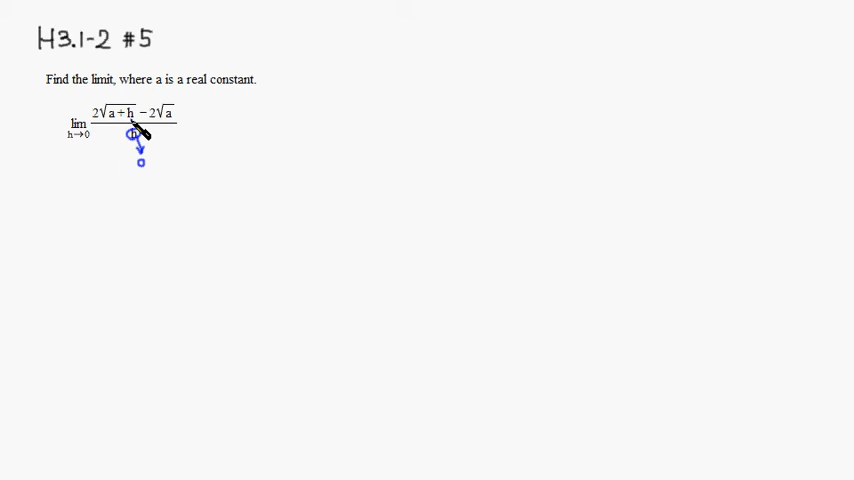 H3.1-2 #5
Find the limit, where a is a real constant.
lim h→0 (2√(a+h) − 2√a) / h
0